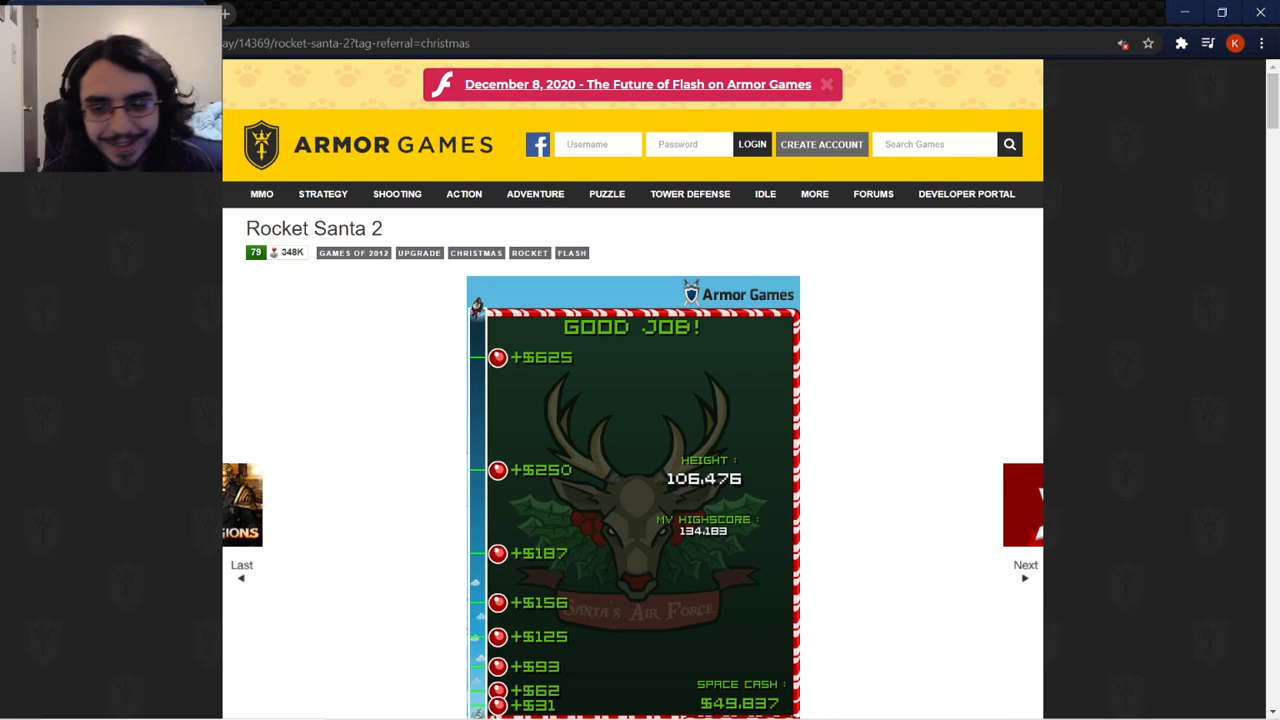 ay/14369/rocket-santa-2?tag-referral=christmas
K
December 8, 2020 - The Future of Flash on Armor Games
ARMOR GAMES
Username
Password
LOGIN
CREATE ACCOUNT
Search Games
MMO STRATEGY SHOOTING ACTION ADVENTURE PUZZLE TOWER DEFENSE IDLE MORE FORUMS DEVELOPER PORTAL
Rocket Santa 2
79 348K GAMES OF 2012 UPGRADE CHRISTMAS ROCKET FLASH
Armor Games
GOOD JOB!
+$625
HEIGHT :
+$250
106,476
MY HIGHSCORE :
134,183
IONS
+$187
Last
Next
+$156
SANTA'S AIR FORCE
+$125
+$93
SPACE CASH :
+$62
$49,837
+$31